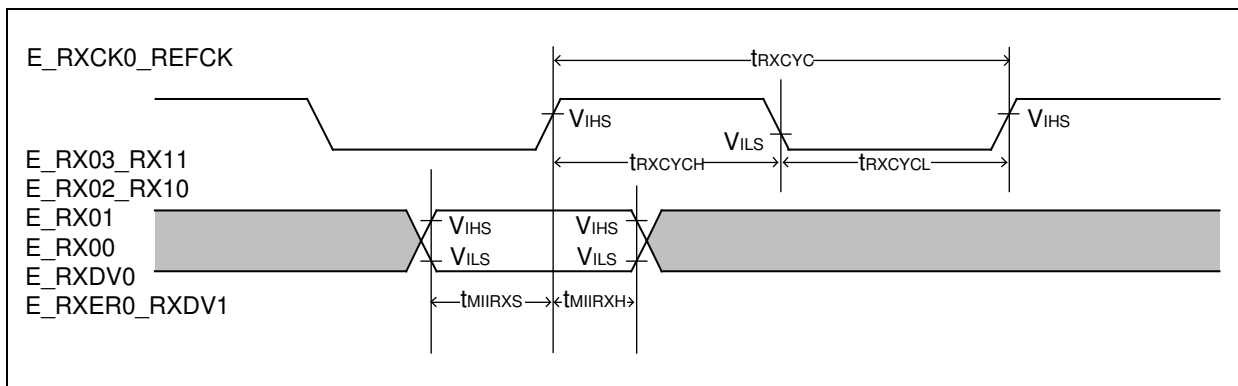 E_RXCK0_REFCK
tRXCYC
VIHS
VILS
VIHS
tRXCYCH
tRXCYCL
E_RX03_RX11
E_RX02_RX10
E_RX01
E_RX00
E_RXDV0
E_RXER0_RXDV1
VIHS
VIHS
VILS
VILS
tMIIRXS
tMIIRXH